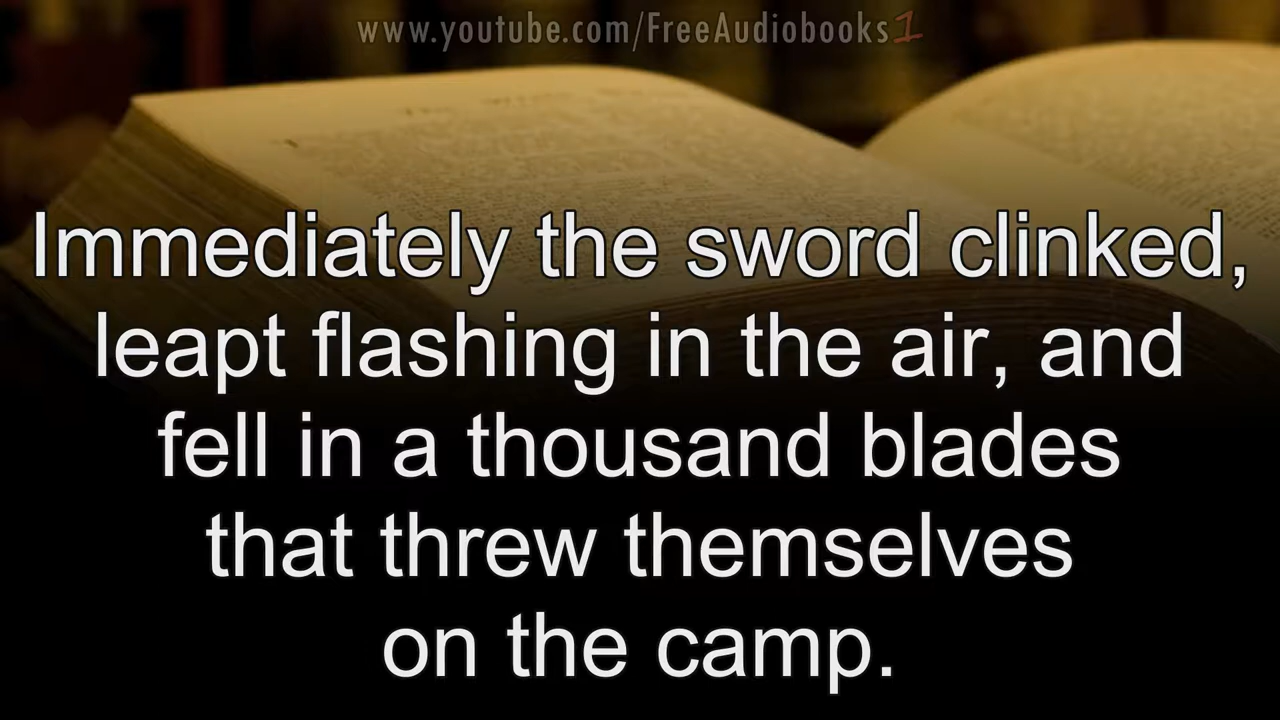 www.youtube.com/FreeAudiobooks1
Immediately the sword clinked,
leapt flashing in the air, and
fell in a thousand blades
that threw themselves
on the camp.